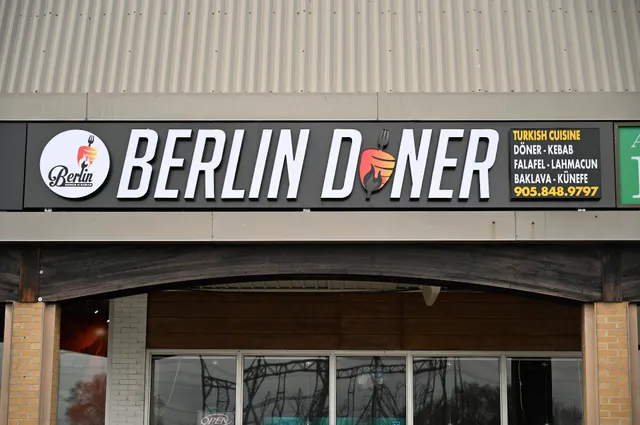 Berlin
BERLIN DONER
TURKISH CUISINE
DÖNER - KEBAB
FALAFEL - LAHMACUN
BAKLAVA - KÜNEFE
905.848.9797
OPEN